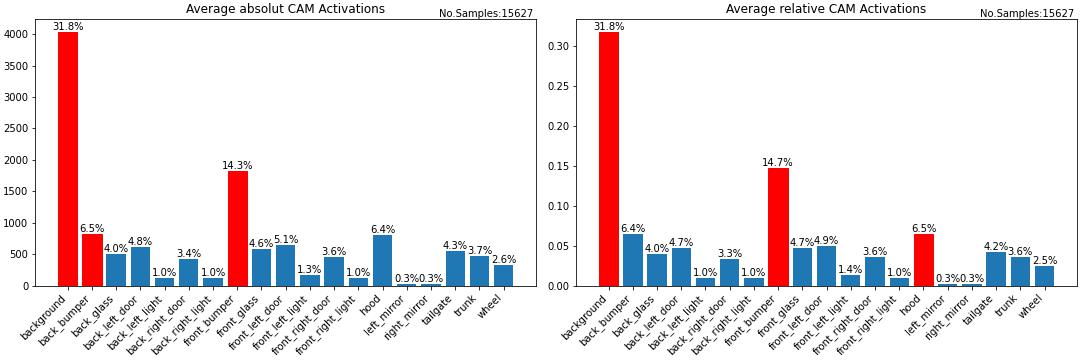 Average absolut CAM Activations
No.Samples:15627
4000
3500
3000
2500
2000
1500
1000
500
0
31.8%
6.5%
4.0%
4.8%
1.0%
3.4%
1.0%
14.3%
4.6%
5.1%
1.3%
3.6%
1.0%
6.4%
0.3%
0.3%
4.3%
3.7%
2.6%
background
back_bumper
back_glass
back_left_door
back_left_light
back_right_door
back_right_light
front_bumper
front_glass
front_left_door
front_left_light
front_right_door
front_right_light
hood
left_mirror
right_mirror
tailgate
trunk
wheel
Average relative CAM Activations
No.Samples:15627
0.30
0.25
0.20
0.15
0.10
0.05
0.00
31.8%
6.4%
4.0%
4.7%
1.0%
3.3%
1.0%
14.7%
4.7%
4.9%
1.4%
3.6%
1.0%
6.5%
0.3%
0.3%
4.2%
3.6%
2.5%
background
back_bumper
back_glass
back_left_door
back_left_light
back_right_door
back_right_light
front_bumper
front_glass
front_left_door
front_left_light
front_right_door
front_right_light
hood
left_mirror
right_mirror
tailgate
trunk
wheel